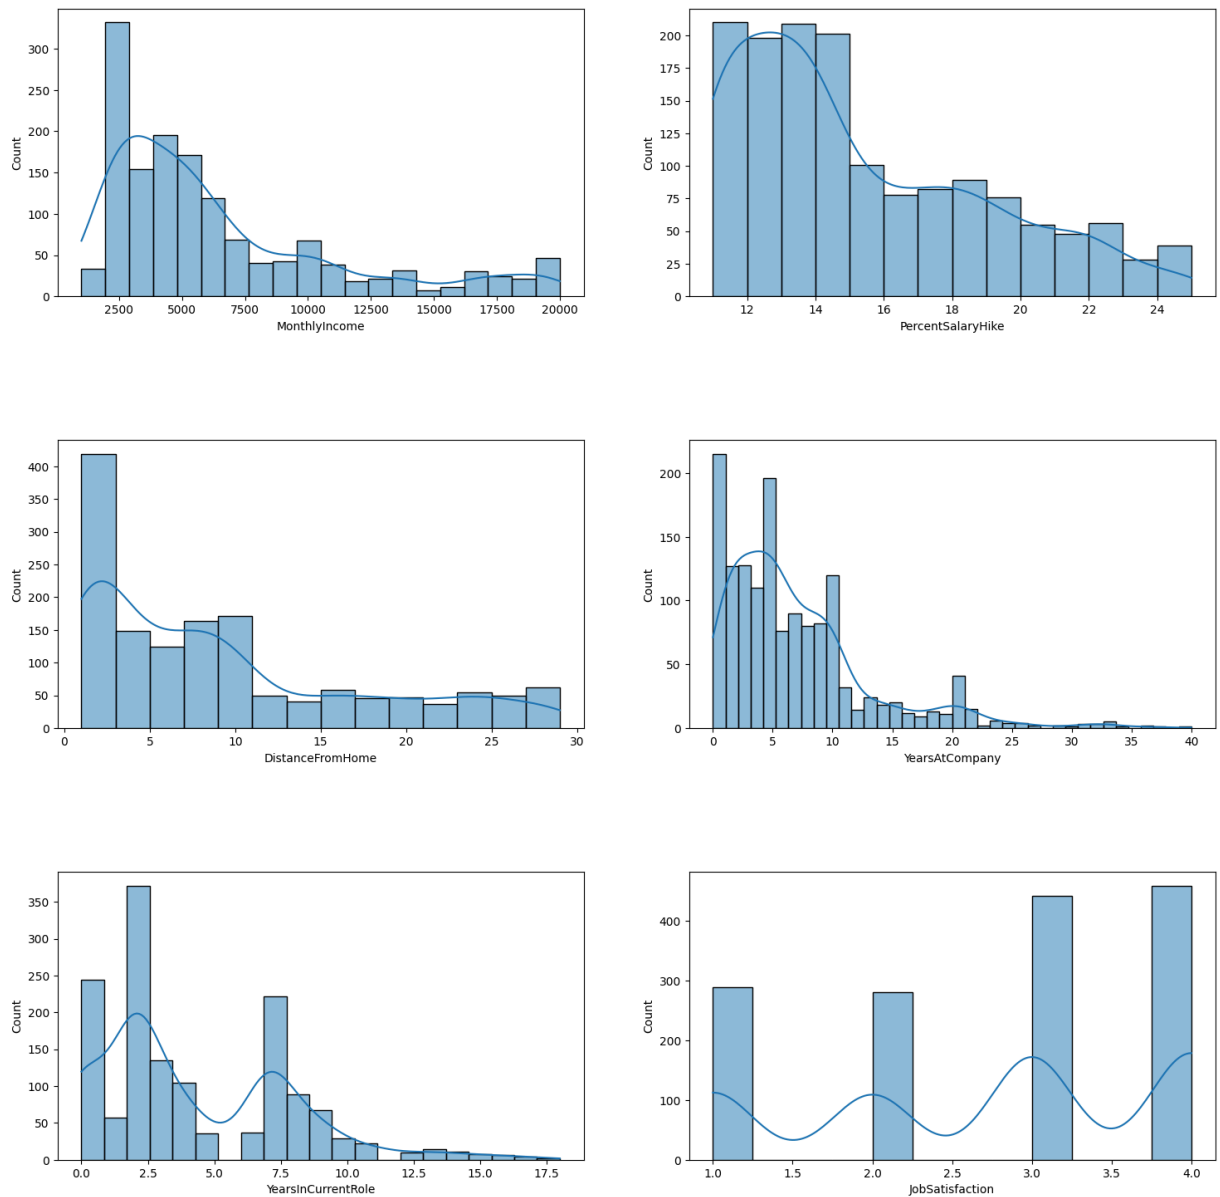 300
250
200
150
100
50
0
Count
2500 5000 7500 10000 12500 15000 17500 20000
MonthlyIncome
200
175
150
125
100
75
50
25
0
Count
12 14 16 18 20 22 24
PercentSalaryHike
400
350
300
250
200
150
100
50
0
Count
0 5 10 15 20 25 30
DistanceFromHome
200
150
100
50
0
Count
0 5 10 15 20 25 30 35 40
YearsAtCompany
350
300
250
200
150
100
50
0
Count
0.0 2.5 5.0 7.5 10.0 12.5 15.0 17.5
YearsInCurrentRole
400
300
200
100
0
Count
1.0 1.5 2.0 2.5 3.0 3.5 4.0
JobSatisfaction